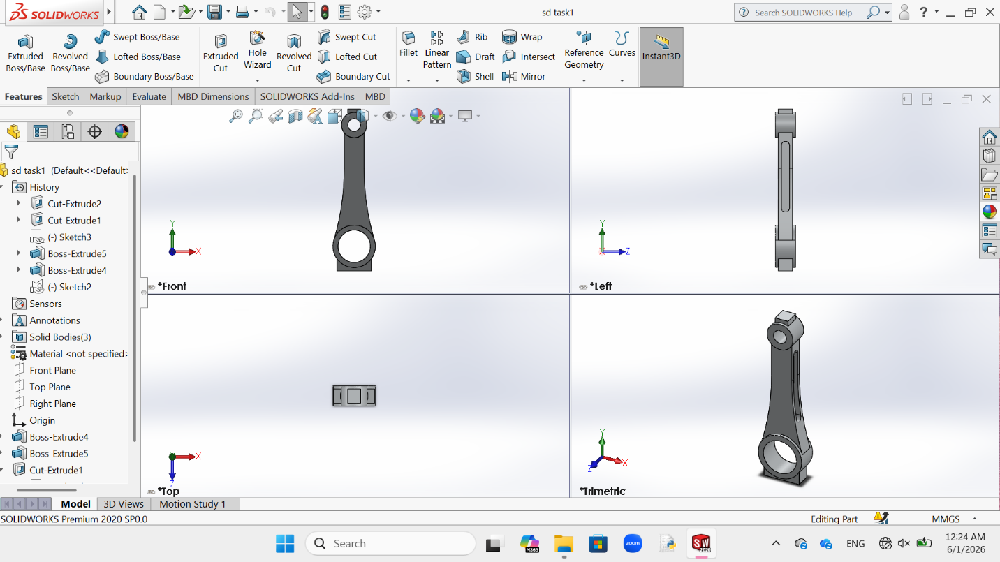 SOLIDWORKS
sd task1
Search SOLIDWORKS Help
?
Extruded Boss/Base
Revolved Boss/Base
Swept Boss/Base
Lofted Boss/Base
Boundary Boss/Base
Extruded Cut
Hole Wizard
Revolved Cut
Swept Cut
Lofted Cut
Boundary Cut
Fillet
Linear Pattern
Rib
Draft
Shell
Wrap
Intersect
Mirror
Reference Geometry
Curves
Instant3D
Features
Sketch
Markup
Evaluate
MBD Dimensions
SOLIDWORKS Add-Ins
MBD
sd task1 (Default<<Default:
History
Cut-Extrude2
Cut-Extrude1
(-) Sketch3
Boss-Extrude5
Boss-Extrude4
(-) Sketch2
Sensors
Annotations
Solid Bodies(3)
Material <not specified>
Front Plane
Top Plane
Right Plane
Origin
Boss-Extrude4
Boss-Extrude5
Cut-Extrude1
Y
X
*Front
Y
Z
*Left
X
Z
*Top
Y
X
Z
*Trimetric
Model
3D Views
Motion Study 1
SOLIDWORKS Premium 2020 SP0.0
Editing Part
MMGS
Search
M365
zoom
SW
2020
ENG
12:24 AM
6/1/2026